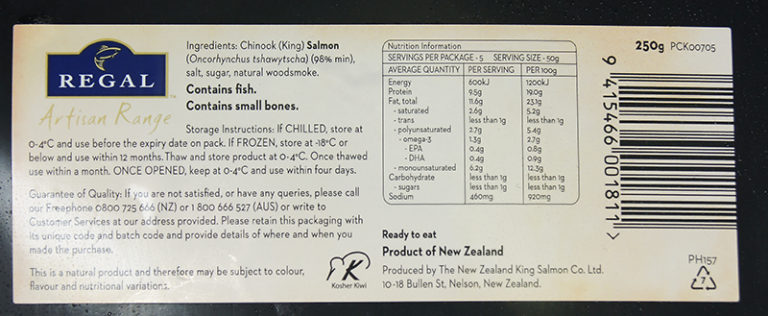 REGAL
Artisan Range
Ingredients: Chinook (King) Salmon
(Oncorhynchus tshawytscha) (98% min),
salt, sugar, natural woodsmoke.
Contains fish.
Contains small bones.
Storage Instructions: If CHILLED, store at
0-4°C and use before the expiry date on pack. If FROZEN, store at -18°C or
below and use within 12 months. Thaw and store product at 0-4°C. Once thawed
use within a month. ONCE OPENED, keep at 0-4°C and use within four days.
Guarantee of Quality: If you are not satisfied, or have any queries, please call
our Freephone 0800 725 666 (NZ) or 1 800 666 527 (AUS) or write to
Customer Services at our address provided. Please retain this packaging with
its unique code and batch code and provide details of where and when you
made the purchase.
This is a natural product and therefore may be subject to colour,
flavour and nutritional variations.
K
Kosher Kiwi
Nutrition Information
SERVINGS PER PACKAGE - 5 SERVING SIZE - 50g
AVERAGE QUANTITY PER SERVING PER 100g
Energy 600kJ 1200kJ
Protein 9.5g 19.0g
Fat, total 11.6g 23.1g
- saturated 2.6g 5.2g
- trans less than 1g less than 1g
- polyunsaturated 2.7g 5.4g
- omega-3 1.3g 2.7g
- EPA 0.4g 0.8g
- DHA 0.4g 0.9g
- monounsaturated 6.2g 12.3g
Carbohydrate less than 1g less than 1g
- sugars less than 1g less than 1g
Sodium 460mg 920mg
Ready to eat
Product of New Zealand
Produced by The New Zealand King Salmon Co. Ltd.
10-18 Bullen St, Nelson, New Zealand.
250g PCK00705
9 415466 001811 >
PH157
7